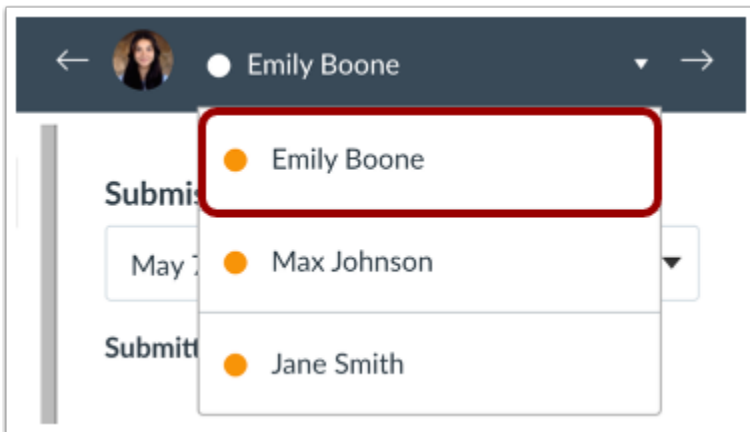 Emily Boone
Emily Boone
Submis
May 7
Max Johnson
Submitt
Jane Smith